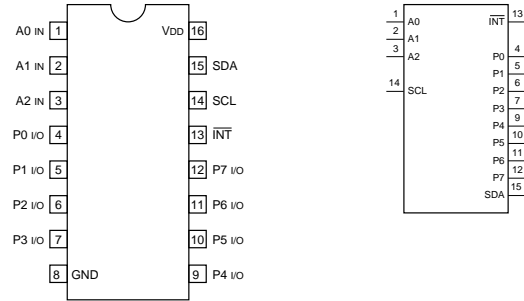 A0 IN 1
VDD 16
A1 IN 2
15 SDA
A2 IN 3
14 SCL
P0 I/O 4
13 INT
P1 I/O 5
12 P7 I/O
P2 I/O 6
11 P6 I/O
P3 I/O 7
10 P5 I/O
8 GND
9 P4 I/O
1 A0
2 A1
3 A2
14 SCL
INT 13
P0 4
P1 5
P2 6
P3 7
P4 9
P5 10
P6 11
P7 12
SDA 15